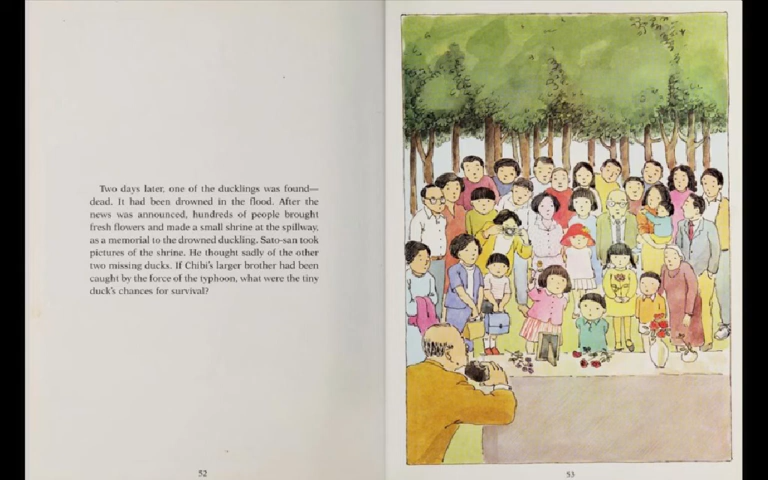 Two days later, one of the ducklings was found—
dead. It had been drowned in the flood. After the
news was announced, hundreds of people brought
fresh flowers and made a small shrine at the spillway,
as a memorial to the drowned duckling. Sato-san took
pictures of the shrine. He thought sadly of the other
two missing ducks. If Chibi's larger brother had been
caught by the force of the typhoon, what were the tiny
duck's chances for survival?
52
53